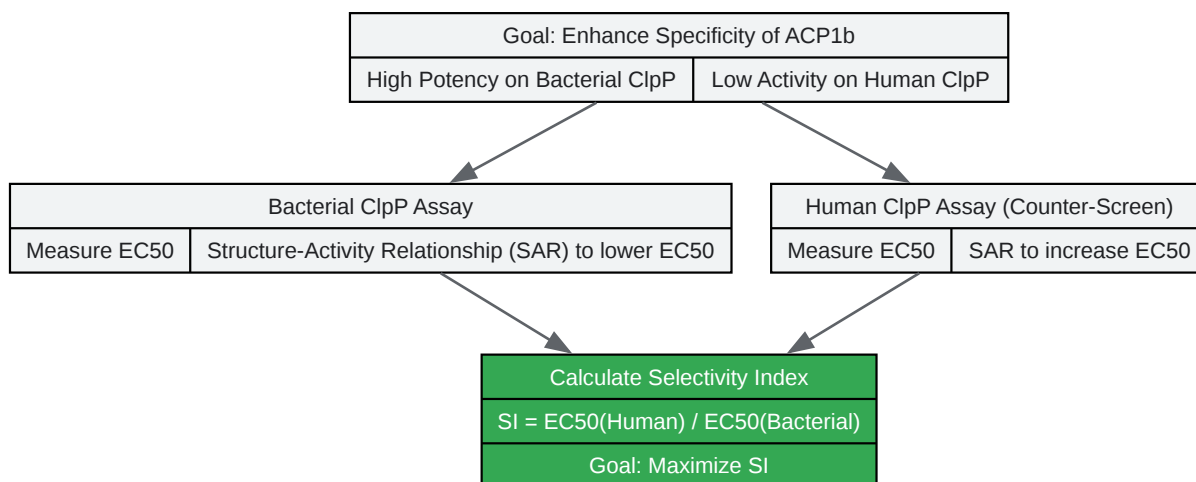 Goal: Enhance Specificity of ACP1b
High Potency on Bacterial ClpP
Low Activity on Human ClpP
Bacterial ClpP Assay
Measure EC50
Structure-Activity Relationship (SAR) to lower EC50
Human ClpP Assay (Counter-Screen)
Measure EC50
SAR to increase EC50
Calculate Selectivity Index
SI = EC50(Human) / EC50(Bacterial)
Goal: Maximize SI